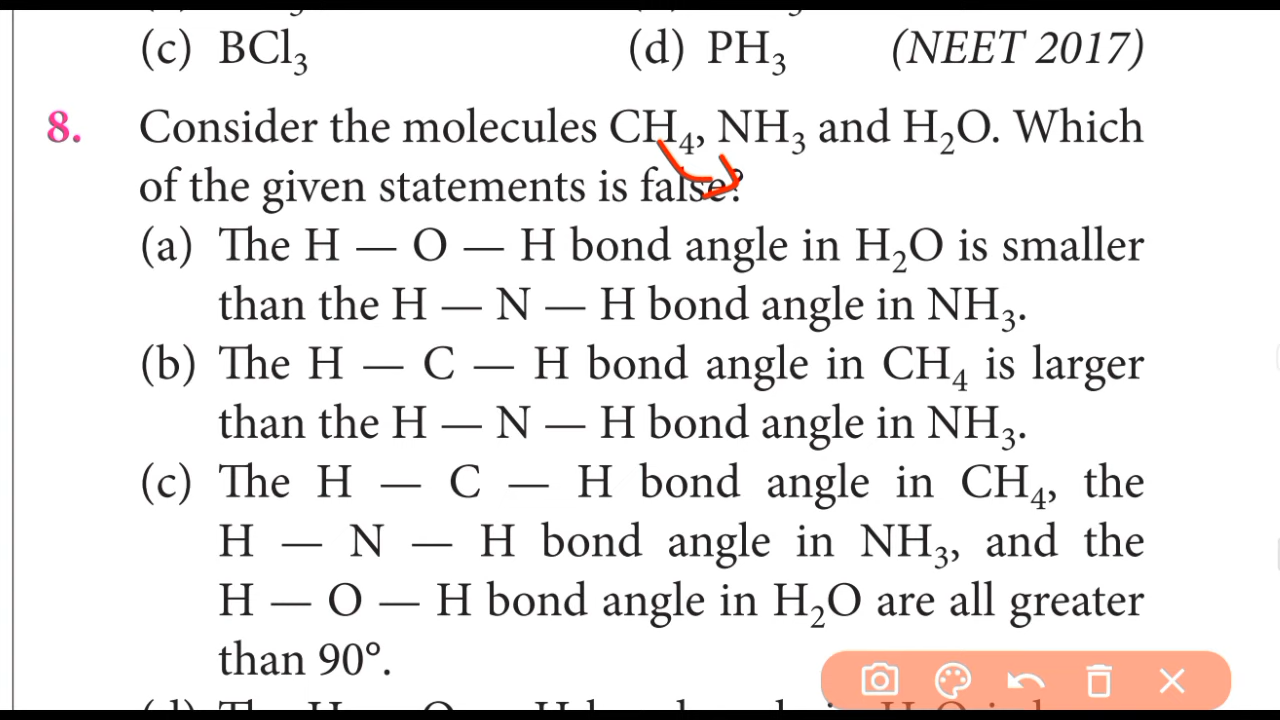 (c) BCl₃ (d) PH₃ (NEET 2017)
8. Consider the molecules CH₄, NH₃ and H₂O. Which
of the given statements is false?
(a) The H — O — H bond angle in H₂O is smaller
than the H — N — H bond angle in NH₃.
(b) The H — C — H bond angle in CH₄ is larger
than the H — N — H bond angle in NH₃.
(c) The H — C — H bond angle in CH₄, the
H — N — H bond angle in NH₃, and the
H — O — H bond angle in H₂O are all greater
than 90°.